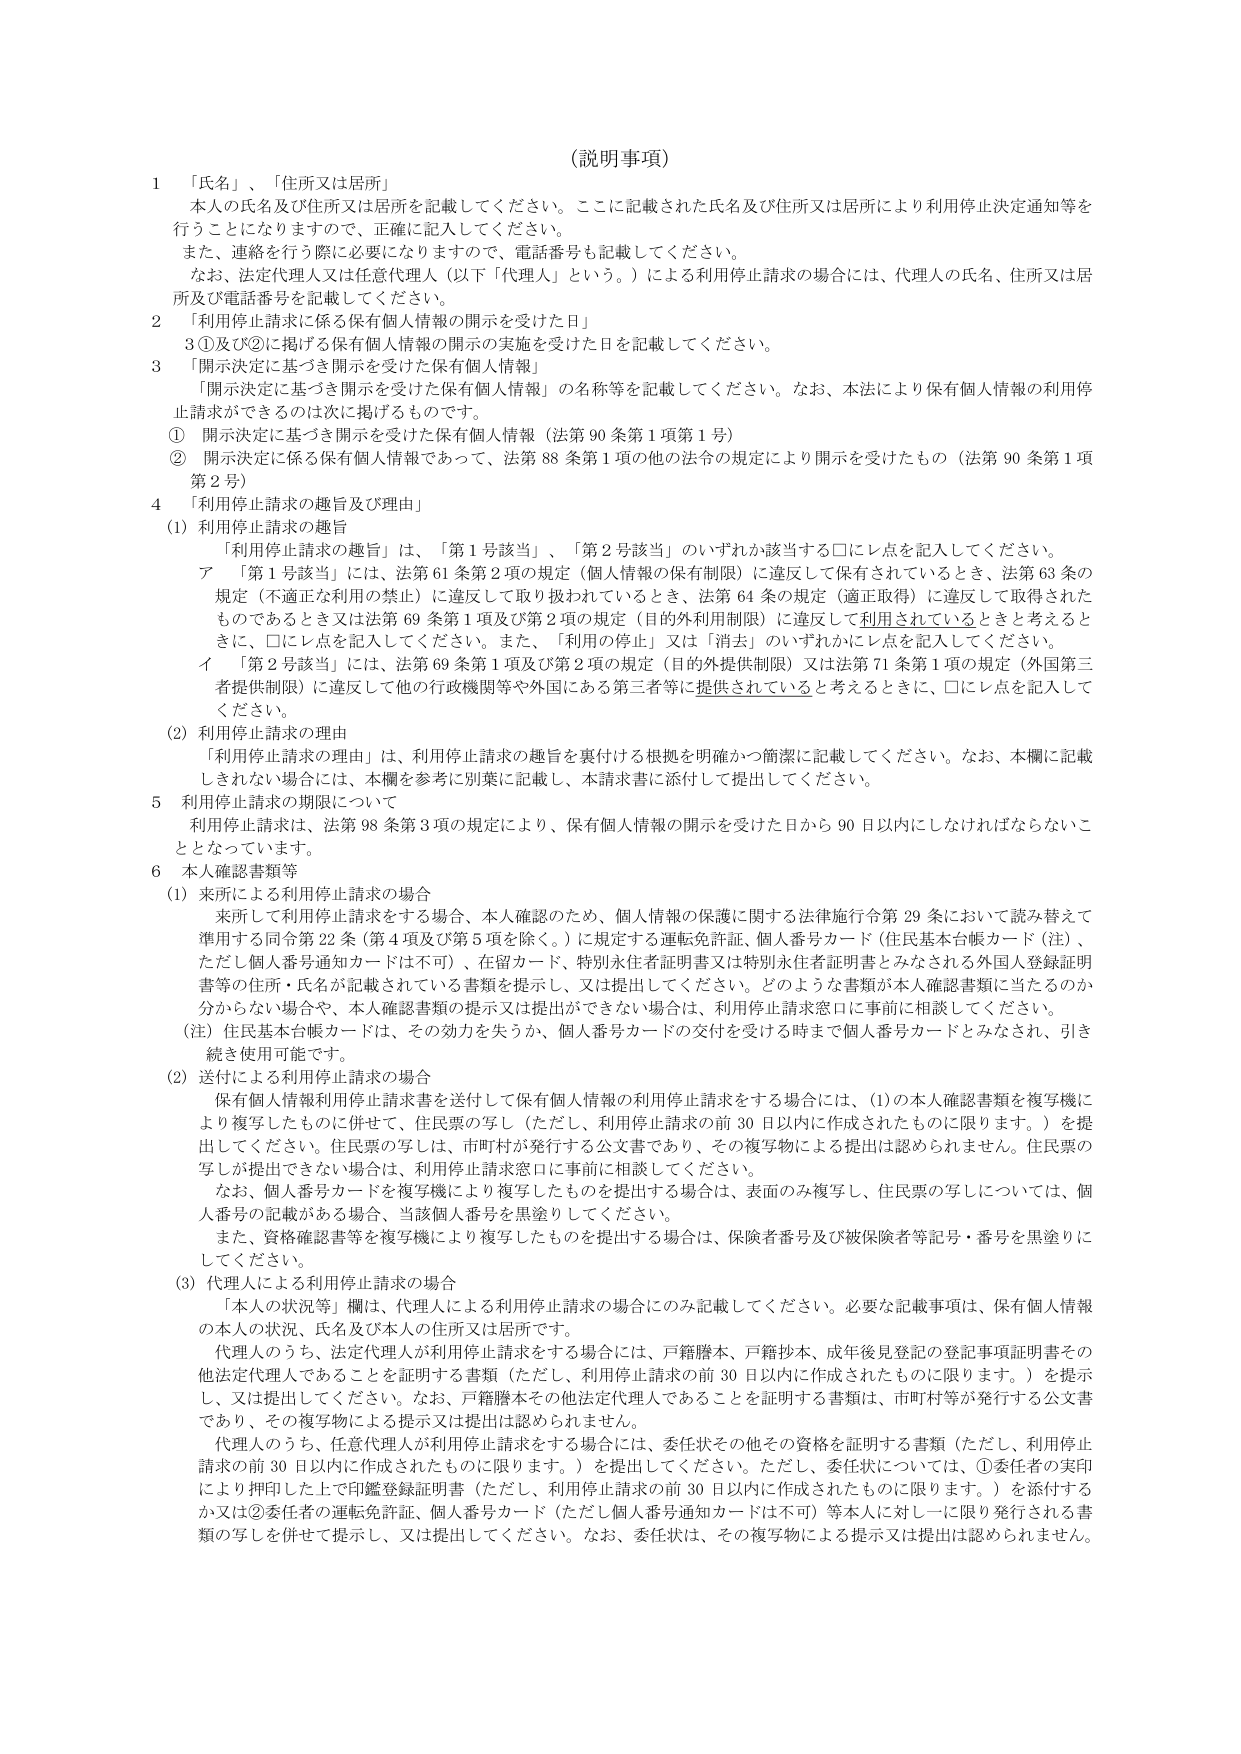 （説明事項）
１　「氏名」、「住所又は居所」
本人の氏名及び住所又は居所を記載してください。ここに記載された氏名及び住所又は居所により利用停止決定通知等を
行うことになりますので、正確に記入してください。
また、連絡を行う際に必要になりますので、電話番号も記載してください。
なお、法定代理人又は任意代理人（以下「代理人」という。）による利用停止請求の場合には、代理人の氏名、住所又は居
所及び電話番号を記載してください。
２　「利用停止請求に係る保有個人情報の開示を受けた日」
３①及び②に掲げる保有個人情報の開示の実施を受けた日を記載してください。
３　「開示決定に基づき開示を受けた保有個人情報」
「開示決定に基づき開示を受けた保有個人情報」の名称等を記載してください。なお、本法により保有個人情報の利用停
止請求ができるのは次に掲げるものです。
①　開示決定に基づき開示を受けた保有個人情報（法第 90 条第１項第１号）
②　開示決定に係る保有個人情報であって、法第 88 条第１項の他の法令の規定により開示を受けたもの（法第 90 条第１項
第２号）
４　「利用停止請求の趣旨及び理由」
(1) 利用停止請求の趣旨
「利用停止請求の趣旨」は、「第１号該当」、「第２号該当」のいずれか該当する□にレ点を記入してください。
ア　「第１号該当」には、法第 61 条第２項の規定（個人情報の保有制限）に違反して保有されているとき、法第 63 条の
規定（不適正な利用の禁止）に違反して取り扱われているとき、法第 64 条の規定（適正取得）に違反して取得された
ものであるとき又は法第 69 条第１項及び第２項の規定（目的外利用制限）に違反して利用されているときと考えると
きに、□にレ点を記入してください。また、「利用の停止」又は「消去」のいずれかにレ点を記入してください。
イ　「第２号該当」には、法第 69 条第１項及び第２項の規定（目的外提供制限）又は法第 71 条第１項の規定（外国第三
者提供制限）に違反して他の行政機関等や外国にある第三者等に提供されていると考えるときに、□にレ点を記入して
ください。
(2) 利用停止請求の理由
「利用停止請求の理由」は、利用停止請求の趣旨を裏付ける根拠を明確かつ簡潔に記載してください。なお、本欄に記載
しきれない場合には、本欄を参考に別葉に記載し、本請求書に添付して提出してください。
５　利用停止請求の期限について
利用停止請求は、法第 98 条第３項の規定により、保有個人情報の開示を受けた日から 90 日以内にしなければならないこ
ととなっています。
６　本人確認書類等
(1) 来所による利用停止請求の場合
来所して利用停止請求をする場合、本人確認のため、個人情報の保護に関する法律施行令第 29 条において読み替えて
準用する同令第 22 条（第４項及び第５項を除く。）に規定する運転免許証、個人番号カード（住民基本台帳カード（注）、
ただし個人番号通知カードは不可）、在留カード、特別永住者証明書又は特別永住者証明書とみなされる外国人登録証明
書等の住所・氏名が記載されている書類を提示し、又は提出してください。どのような書類が本人確認書類に当たるのか
分からない場合や、本人確認書類の提示又は提出ができない場合は、利用停止請求窓口に事前に相談してください。
（注）住民基本台帳カードは、その効力を失うか、個人番号カードの交付を受ける時まで個人番号カードとみなされ、引き
続き使用可能です。
(2) 送付による利用停止請求の場合
保有個人情報利用停止請求書を送付して保有個人情報の利用停止請求をする場合には、(1)の本人確認書類を複写機に
より複写したものに併せて、住民票の写し（ただし、利用停止請求の前 30 日以内に作成されたものに限ります。）を提
出してください。住民票の写しは、市町村が発行する公文書であり、その複写物による提出は認められません。住民票の
写しが提出できない場合は、利用停止請求窓口に事前に相談してください。
なお、個人番号カードを複写機により複写したものを提出する場合は、表面のみ複写し、住民票の写しについては、個
人番号の記載がある場合、当該個人番号を黒塗りしてください。
また、資格確認書等を複写機により複写したものを提出する場合は、保険者番号及び被保険者等記号・番号を黒塗りに
してください。
(3) 代理人による利用停止請求の場合
「本人の状況等」欄は、代理人による利用停止請求の場合にのみ記載してください。必要な記載事項は、保有個人情報
の本人の状況、氏名及び本人の住所又は居所です。
代理人のうち、法定代理人が利用停止請求をする場合には、戸籍謄本、戸籍抄本、成年後見登記の登記事項証明書その
他法定代理人であることを証明する書類（ただし、利用停止請求の前 30 日以内に作成されたものに限ります。）を提示
し、又は提出してください。なお、戸籍謄本その他法定代理人であることを証明する書類は、市町村等が発行する公文書
であり、その複写物による提示又は提出は認められません。
代理人のうち、任意代理人が利用停止請求をする場合には、委任状その他その資格を証明する書類（ただし、利用停止
請求の前 30 日以内に作成されたものに限ります。）を提出してください。ただし、委任状については、①委任者の実印
により押印した上で印鑑登録証明書（ただし、利用停止請求の前 30 日以内に作成されたものに限ります。）を添付する
か又は②委任者の運転免許証、個人番号カード（ただし個人番号通知カードは不可）等本人に対し一に限り発行される書
類の写しを併せて提示し、又は提出してください。なお、委任状は、その複写物による提示又は提出は認められません。